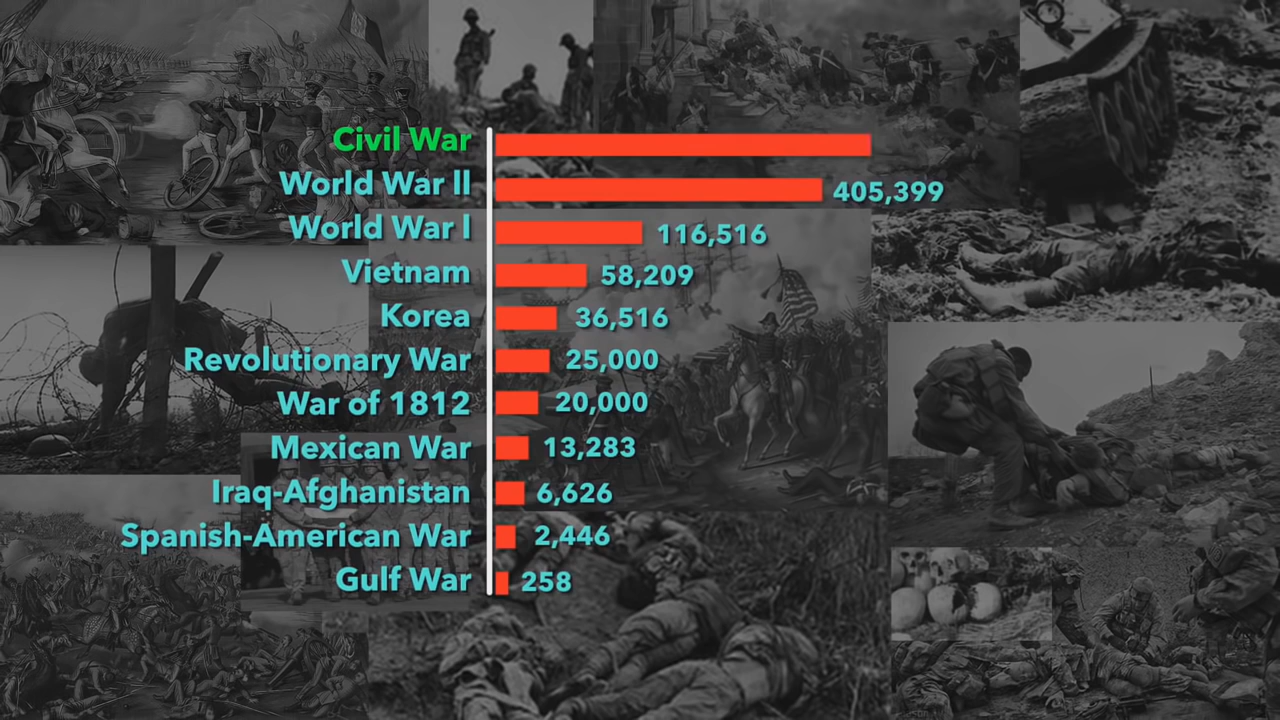 Civil War
World War II 405,399
World War I 116,516
Vietnam 58,209
Korea 36,516
Revolutionary War 25,000
War of 1812 20,000
Mexican War 13,283
Iraq-Afghanistan 6,626
Spanish-American War 2,446
Gulf War 258